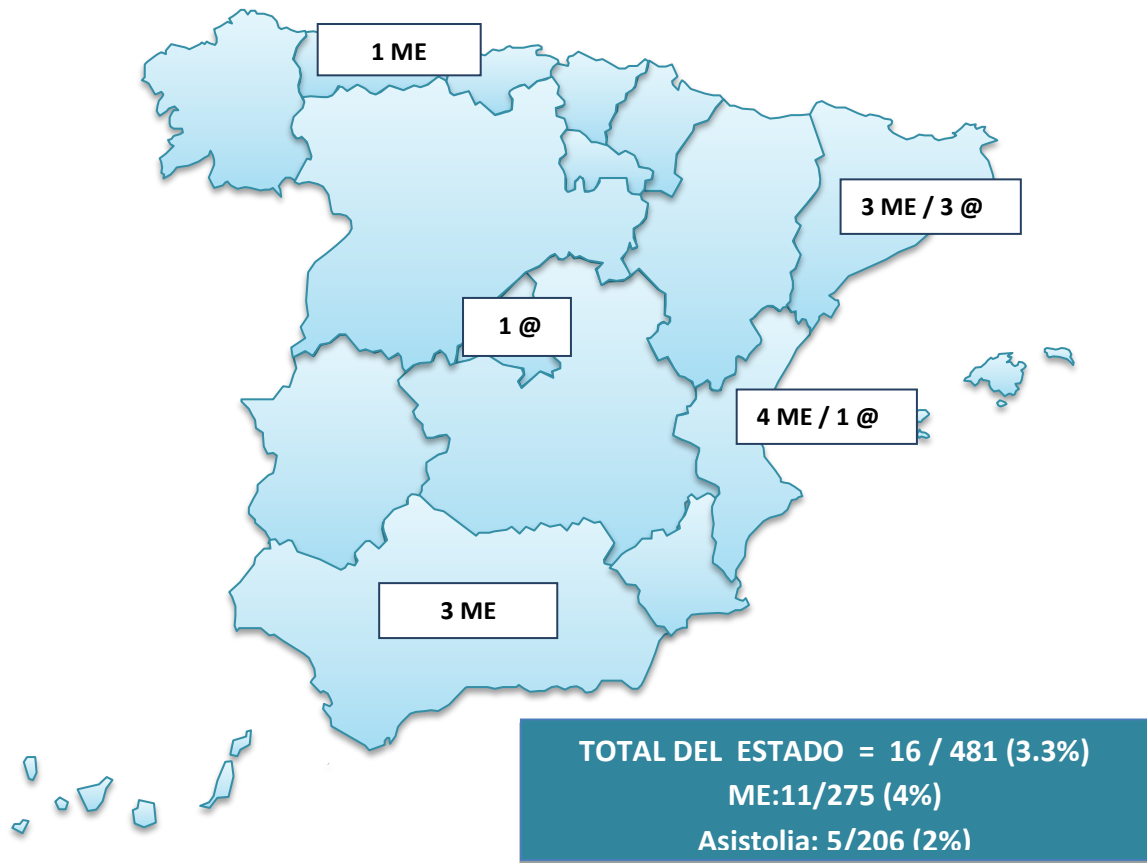 1 ME
3 ME / 3 @
1 @
4 ME / 1 @
3 ME
TOTAL DEL ESTADO = 16 / 481 (3.3%)
ME:11/275 (4%)
Asistolia: 5/206 (2%)